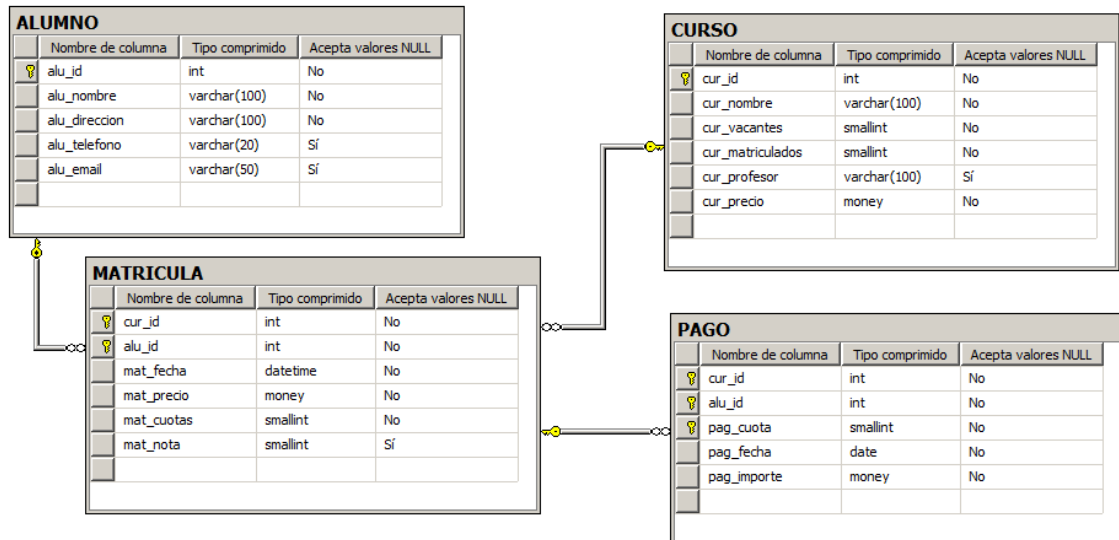 ALUMNO
Nombre de columna Tipo comprimido Acepta valores NULL
alu_id int No
alu_nombre varchar(100) No
alu_direccion varchar(100) No
alu_telefono varchar(20) Sí
alu_email varchar(50) Sí
CURSO
Nombre de columna Tipo comprimido Acepta valores NULL
cur_id int No
cur_nombre varchar(100) No
cur_vacantes smallint No
cur_matriculados smallint No
cur_profesor varchar(100) Sí
cur_precio money No
MATRICULA
Nombre de columna Tipo comprimido Acepta valores NULL
cur_id int No
alu_id int No
mat_fecha datetime No
mat_precio money No
mat_cuotas smallint No
mat_nota smallint Sí
PAGO
Nombre de columna Tipo comprimido Acepta valores NULL
cur_id int No
alu_id int No
pag_cuota smallint No
pag_fecha date No
pag_importe money No